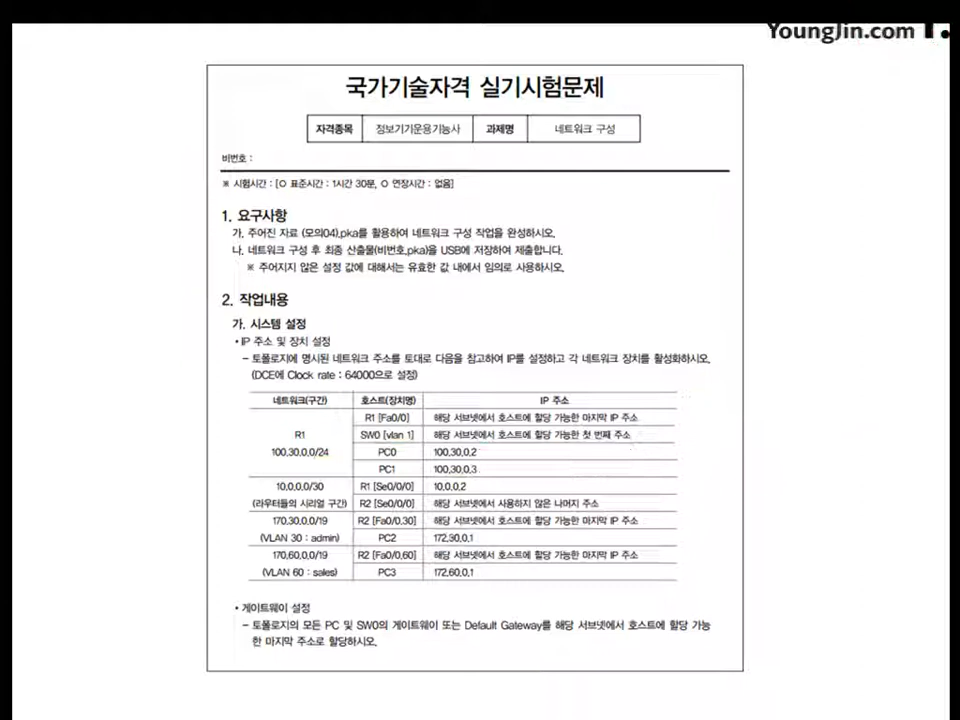 YoungJin.com
국가기술자격 실기시험문제
자격종목 정보기기운용기능사 과제명 네트워크 구성
비번호 :
※ 시험시간 : [○ 표준시간 : 1시간 30분, ○ 연장시간 : 없음]
1. 요구사항
가. 주어진 자료 (모의04).pka를 활용하여 네트워크 구성 작업을 완성하시오.
나. 네트워크 구성 후 최종 산출물(비번호.pka)을 USB에 저장하여 제출합니다.
※ 주어지지 않은 설정 값에 대해서는 유효한 값 내에서 임의로 사용하시오.
2. 작업내용
가. 시스템 설정
• IP 주소 및 장치 설정
– 토폴로지에 명시된 네트워크 주소를 토대로 다음을 참고하여 IP를 설정하고 각 네트워크 장치를 활성화하시오.
(DCE에 Clock rate : 64000으로 설정)
네트워크(구간) 호스트(장치명) IP 주소
R1 [Fa0/0] 해당 서브넷에서 호스트에 할당 가능한 마지막 IP 주소
R1 SW0 [vlan 1] 해당 서브넷에서 호스트에 할당 가능한 첫 번째 주소
100.30.0.0/24 PC0 100.30.0.2
PC1 100.30.0.3
10.0.0.0/30 R1 [Se0/0/0] 10.0.0.2
(라우터들의 시리얼 구간) R2 [Se0/0/0] 해당 서브넷에서 사용하지 않은 나머지 주소
170.30.0.0/19 R2 [Fa0/0.30] 해당 서브넷에서 호스트에 할당 가능한 마지막 IP 주소
(VLAN 30 : admin) PC2 172.30.0.1
170.60.0.0/19 R2 [Fa0/0.60] 해당 서브넷에서 호스트에 할당 가능한 마지막 IP 주소
(VLAN 60 : sales) PC3 172.60.0.1
• 게이트웨이 설정
– 토폴로지의 모든 PC 및 SW0의 게이트웨이 또는 Default Gateway를 해당 서브넷에서 호스트에 할당 가능
한 마지막 주소로 할당하시오.